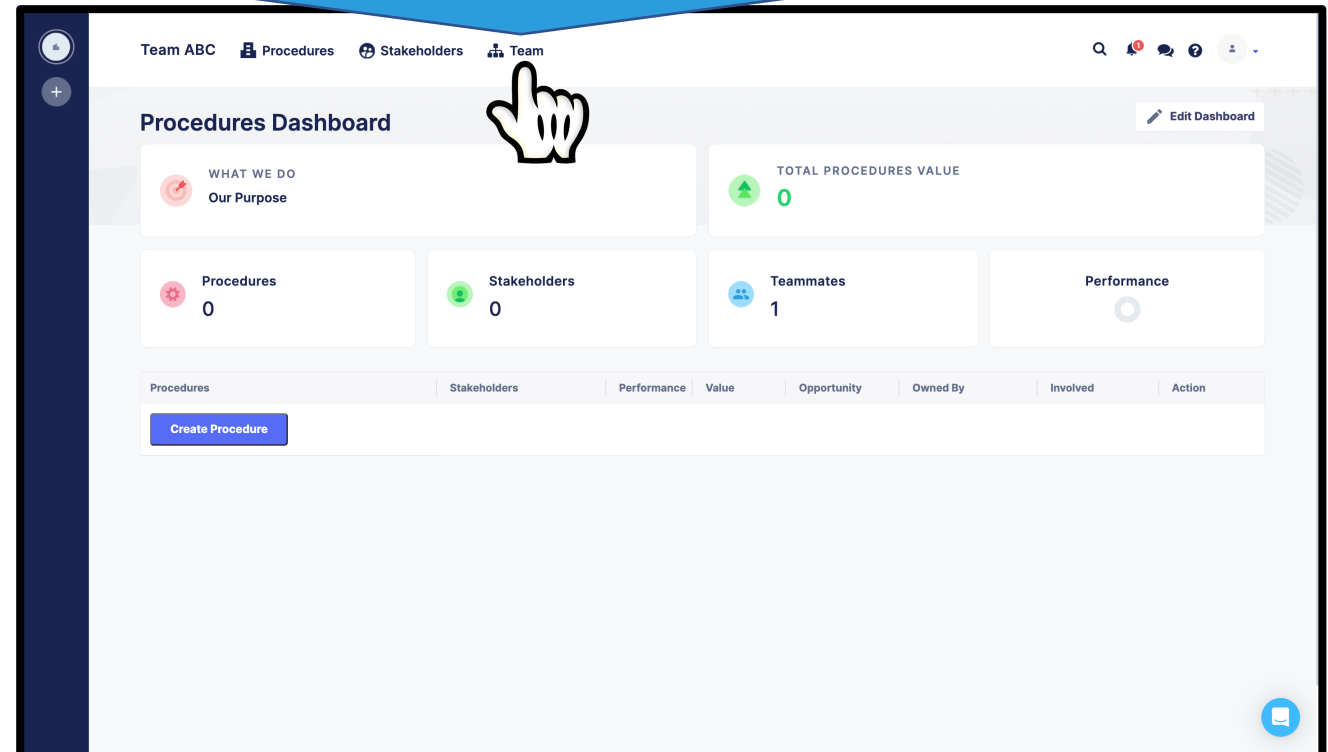 Team ABC Procedures Stakeholders Team 1
+
Procedures Dashboard
Edit Dashboard
WHAT WE DO
Our Purpose
TOTAL PROCEDURES VALUE
0
Procedures
0
Stakeholders
0
Teammates
1
Performance
Procedures Stakeholders Performance Value Opportunity Owned By Involved Action
Create Procedure